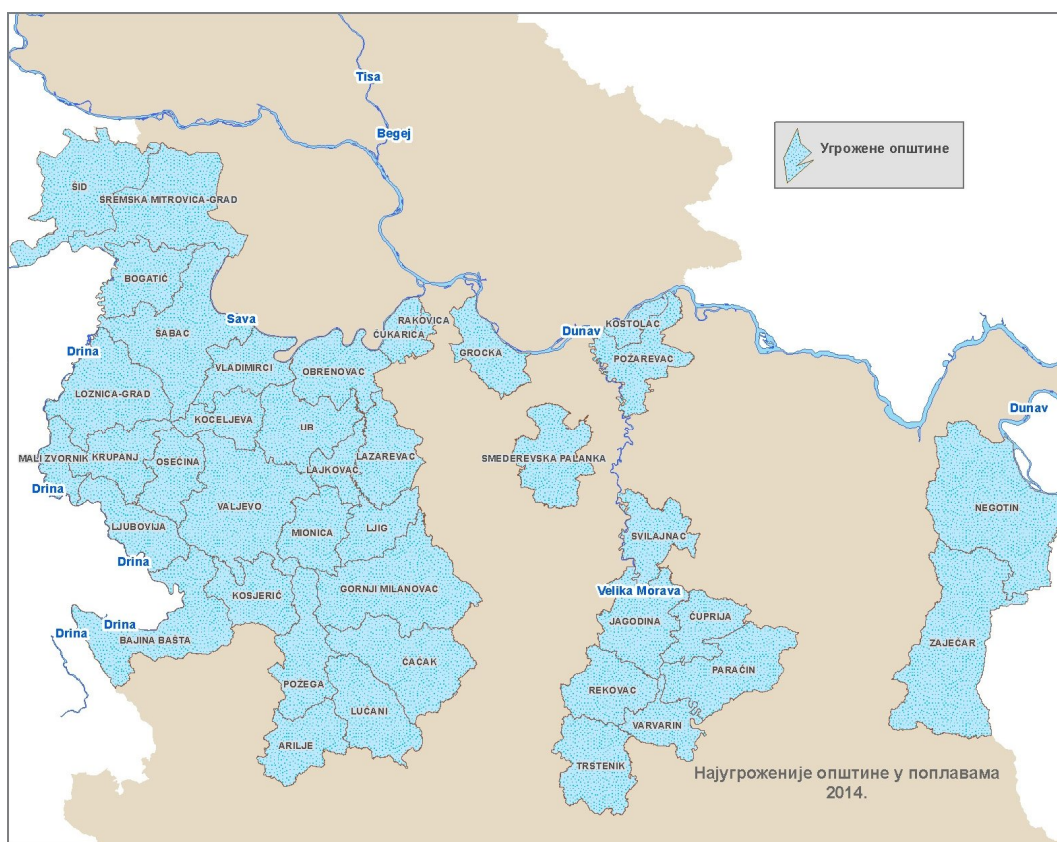 Tisa
Begej
Угрожене општине
ŠID
SREMSKA MITROVICA-GRAD
BOGATIĆ
ŠABAC
Sava
Drina
RAKOVICA
ČUKARICA
GROCKA
Dunav
KOSTOLAC
POŽAREVAC
VLADIMIRCI
OBRENOVAC
LOZNICA-GRAD
KOCELJEVA
UB
Dunav
MALI ZVORNIK
KRUPANJ
OSEČINA
LAJKOVAC
LAZAREVAC
SMEDEREVSKA PALANKA
Drina
VALJEVO
NEGOTIN
LJUBOVIJA
MIONICA
LJIG
SVILAJNAC
Drina
KOSJERIĆ
GORNJI MILANOVAC
Velika Morava
JAGODINA
ĆUPRIJA
Drina
Drina
BAJINA BAŠTA
ZAJEČAR
ČAČAK
PARAĆIN
POŽEGA
REKOVAC
LUČANI
VARVARIN
ARILJE
TRSTENIK
Најугроженије општине у поплавама
2014.